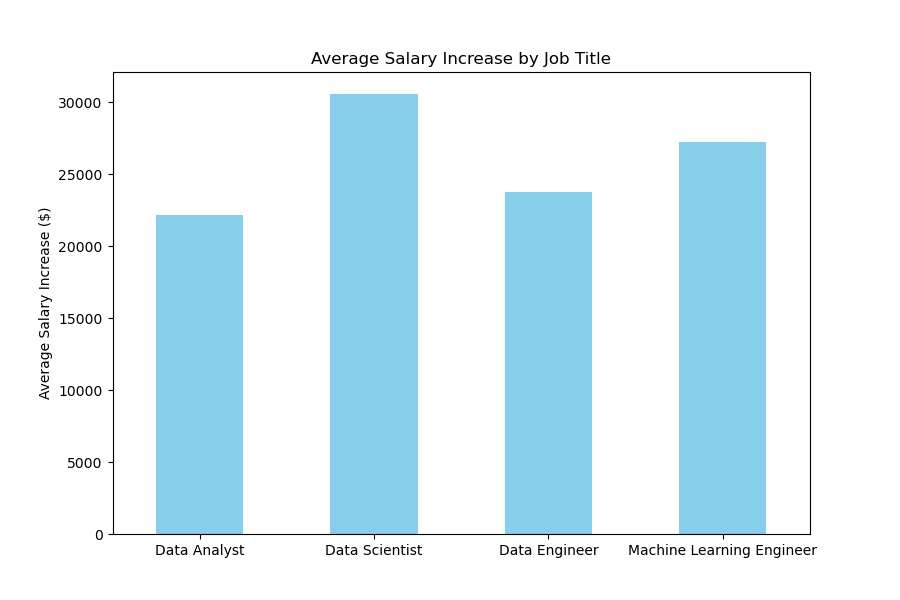 Average Salary Increase by Job Title
Average Salary Increase ($)
30000
25000
20000
15000
10000
5000
0
Data Analyst
Data Scientist
Data Engineer
Machine Learning Engineer